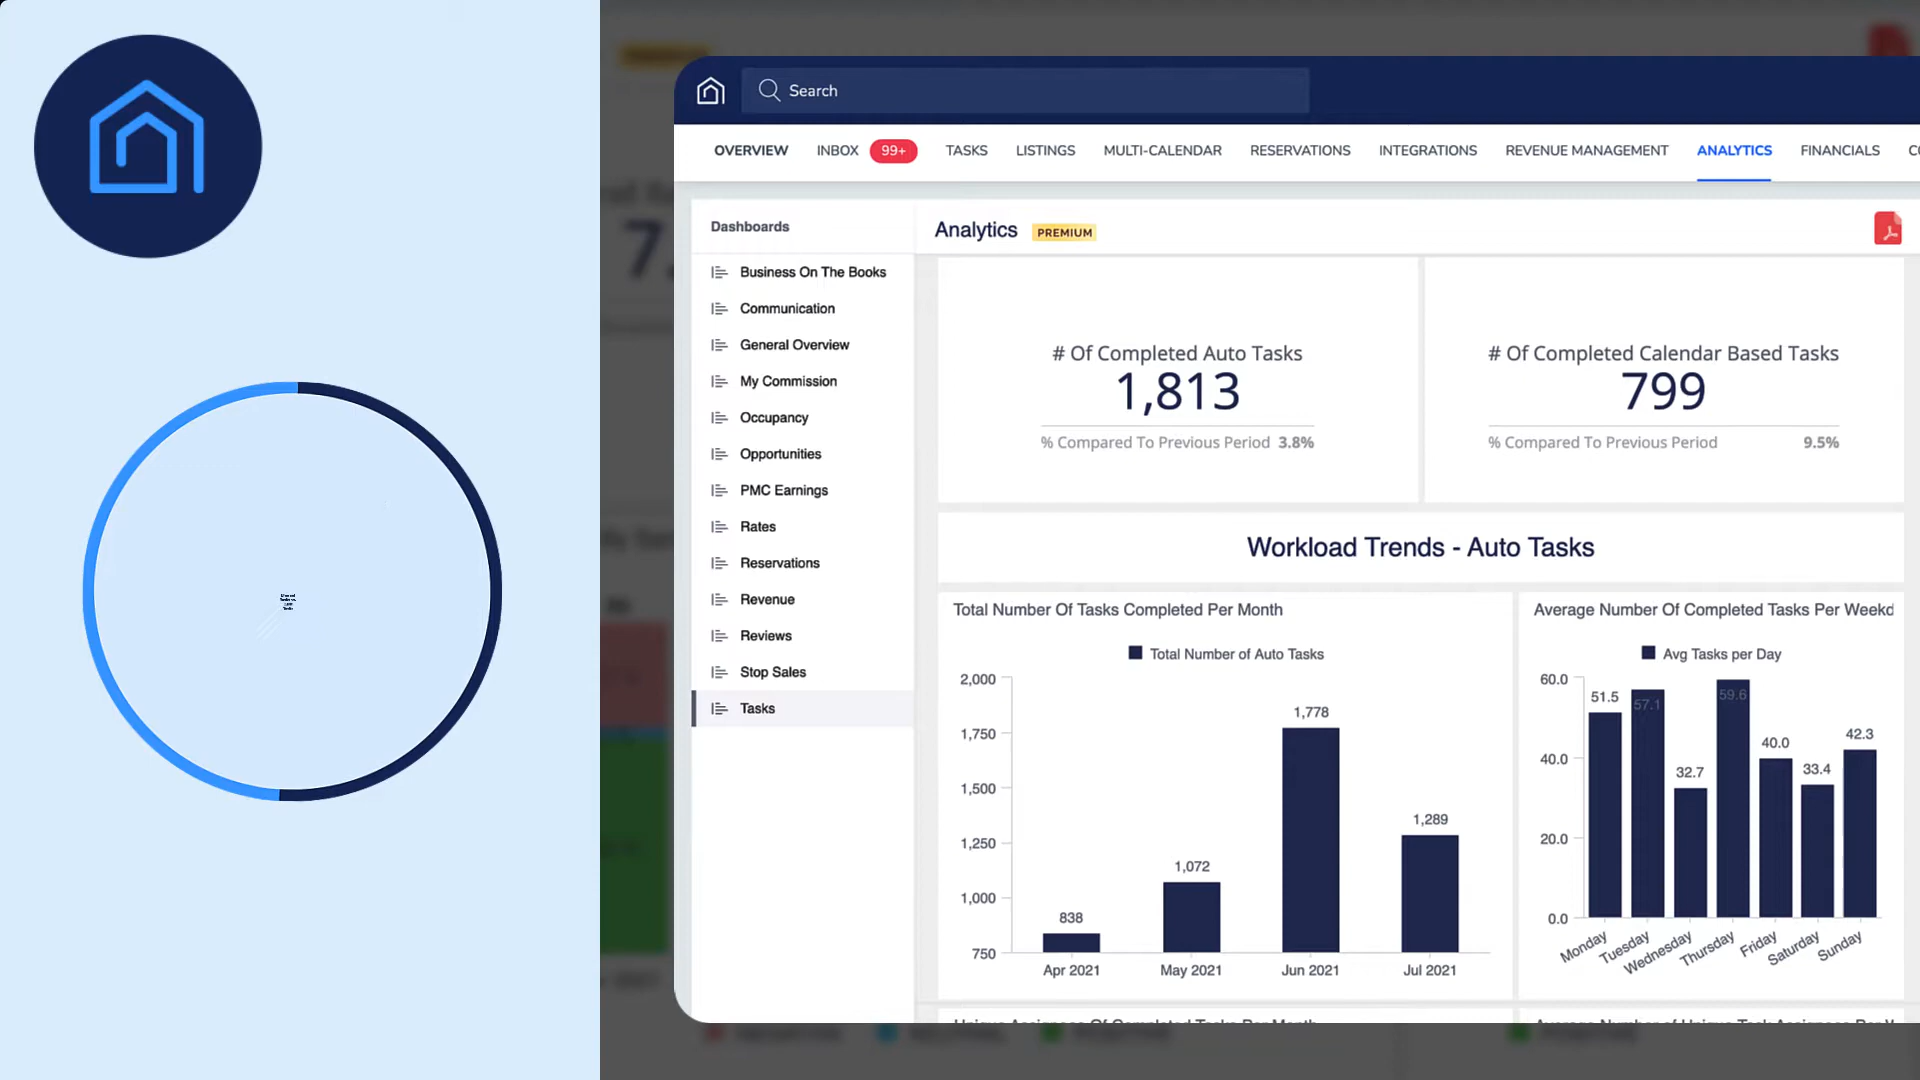 Search
OVERVIEW
INBOX 99+
TASKS
LISTINGS
MULTI-CALENDAR
RESERVATIONS
INTEGRATIONS
REVENUE MANAGEMENT
ANALYTICS
FINANCIALS
Dashboards
Business On The Books
Communication
General Overview
My Commission
Occupancy
Opportunities
PMC Earnings
Rates
Reservations
Revenue
Reviews
Stop Sales
Tasks
Analytics PREMIUM
# Of Completed Auto Tasks
1,813
% Compared To Previous Period 3.8%
# Of Completed Calendar Based Tasks
799
% Compared To Previous Period 9.5%
Workload Trends - Auto Tasks
Total Number Of Tasks Completed Per Month
Total Number of Auto Tasks
2,000
1,750
1,500
1,250
1,000
750
838
1,072
1,778
1,289
Apr 2021
May 2021
Jun 2021
Jul 2021
Average Number Of Completed Tasks Per Weekd
Avg Tasks per Day
60.0
40.0
20.0
0.0
51.5
57.1
32.7
59.6
40.0
33.4
42.3
Monday
Tuesday
Wednesday
Thursday
Friday
Saturday
Sunday